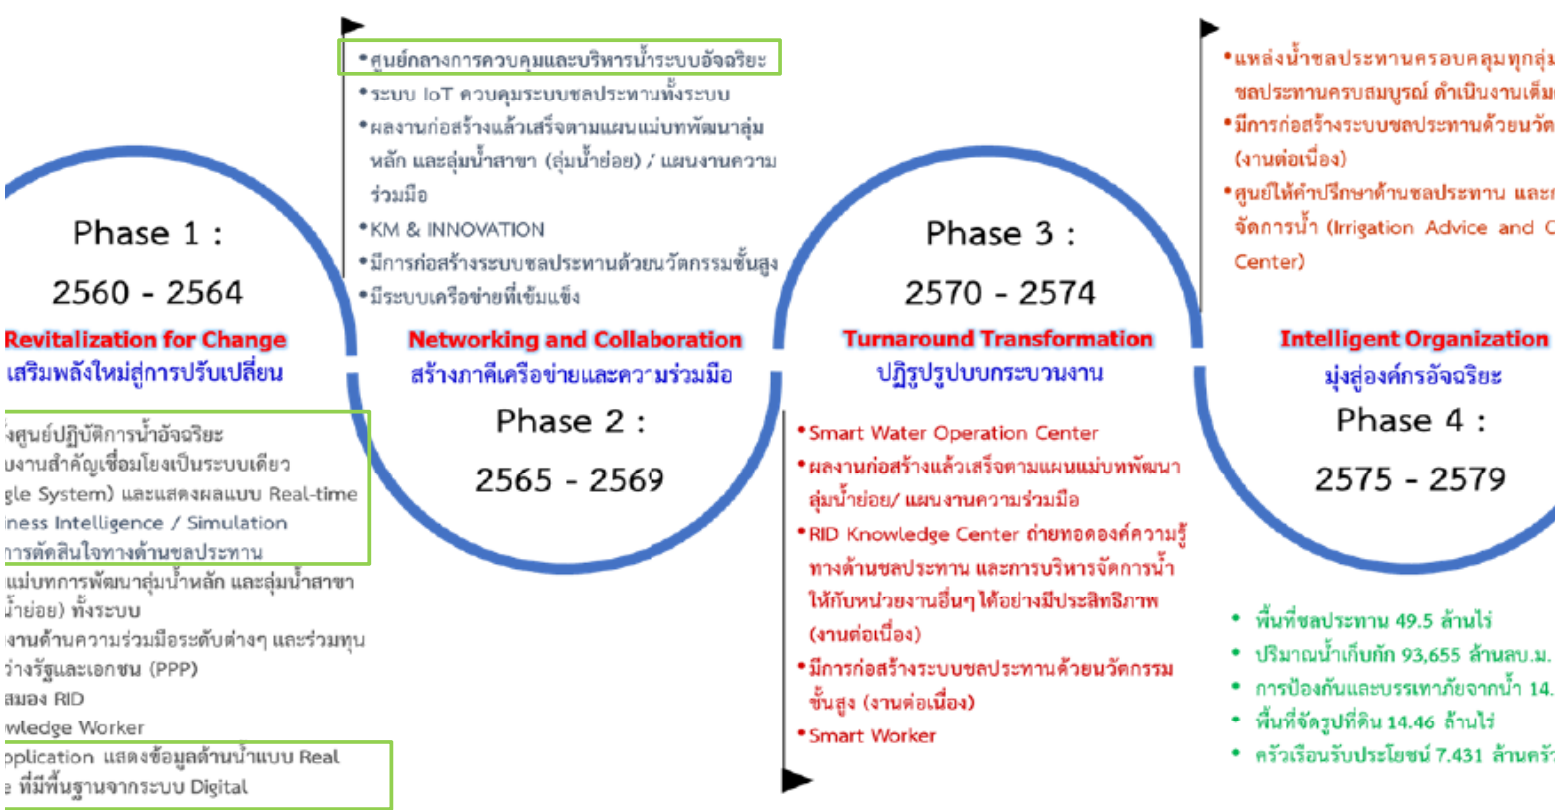 Phase 1 :
2560 - 2564
Revitalization for Change
เสริมพลังใหม่สู่การปรับเปลี่ยน
ศูนย์ปฏิบัติการน้ำอัจฉริยะ
งานสำคัญเชื่อมโยงเป็นระบบเดียว
System) และแสดงผลแบบ Real-time
Intelligence / Simulation
การตัดสินใจทางด้านชลประทาน
แม่บทการพัฒนาลุ่มน้ำหลัก และลุ่มน้ำสาขา
น้ำย่อย) ทั้งระบบ
งานด้านความร่วมมือระดับต่างๆ และร่วมทุน
ว่างรัฐและเอกชน (PPP)
สมอง RID
wledge Worker
pplication แสดงข้อมูลด้านน้ำแบบ Real
e ที่มีพื้นฐานจากระบบ Digital
•ศูนย์กลางการควบคุมและบริหารน้ำระบบอัจฉริยะ
•ระบบ IoT ควบคุมระบบชลประทานทั้งระบบ
•ผลงานก่อสร้างแล้วเสร็จตามแผนแม่บทพัฒนาลุ่ม
หลัก และลุ่มน้ำสาขา (ลุ่มน้ำย่อย) / แผนงานความ
ร่วมมือ
•KM & INNOVATION
•มีการก่อสร้างระบบชลประทานด้วยนวัตกรรมชั้นสูง
•มีระบบเครือข่ายที่เข้มแข็ง
Networking and Collaboration
สร้างภาคีเครือข่ายและความร่วมมือ
Phase 2 :
2565 - 2569
Phase 3 :
2570 - 2574
Turnaround Transformation
ปฏิรูปรูปบบกระบวนงาน
•Smart Water Operation Center
•ผลงานก่อสร้างแล้วเสร็จตามแผนแม่บทพัฒนา
ลุ่มน้ำย่อย/ แผนงานความร่วมมือ
•RID Knowledge Center ถ่ายทอดองค์ความรู้
ทางด้านชลประทาน และการบริหารจัดการน้ำ
ให้กับหน่วยงานอื่นๆ ได้อย่างมีประสิทธิภาพ
(งานต่อเนื่อง)
•มีการก่อสร้างระบบชลประทานด้วยนวัตกรรม
ชั้นสูง (งานต่อเนื่อง)
•Smart Worker
•แหล่งน้ำชลประทานครอบคลุมทุกลุ่ม
ชลประทานครบสมบูรณ์ ดำเนินงานเต็ม
•มีการก่อสร้างระบบชลประทานด้วยนวัต
(งานต่อเนื่อง)
•ศูนย์ให้คำปรึกษาด้านชลประทาน และ
จัดการน้ำ (Irrigation Advice and C
Center)
Intelligent Organization
มุ่งสู่องค์กรอัจฉริยะ
Phase 4 :
2575 - 2579
• พื้นที่ชลประทาน 49.5 ล้านไร่
• ปริมาณน้ำเก็บกัก 93,655 ล้านลบ.ม.
• การป้องกันและบรรเทาภัยจากน้ำ 14.
• พื้นที่จัดรูปที่ดิน 14.46 ล้านไร่
• ครัวเรือนรับประโยชน์ 7.431 ล้านครัว